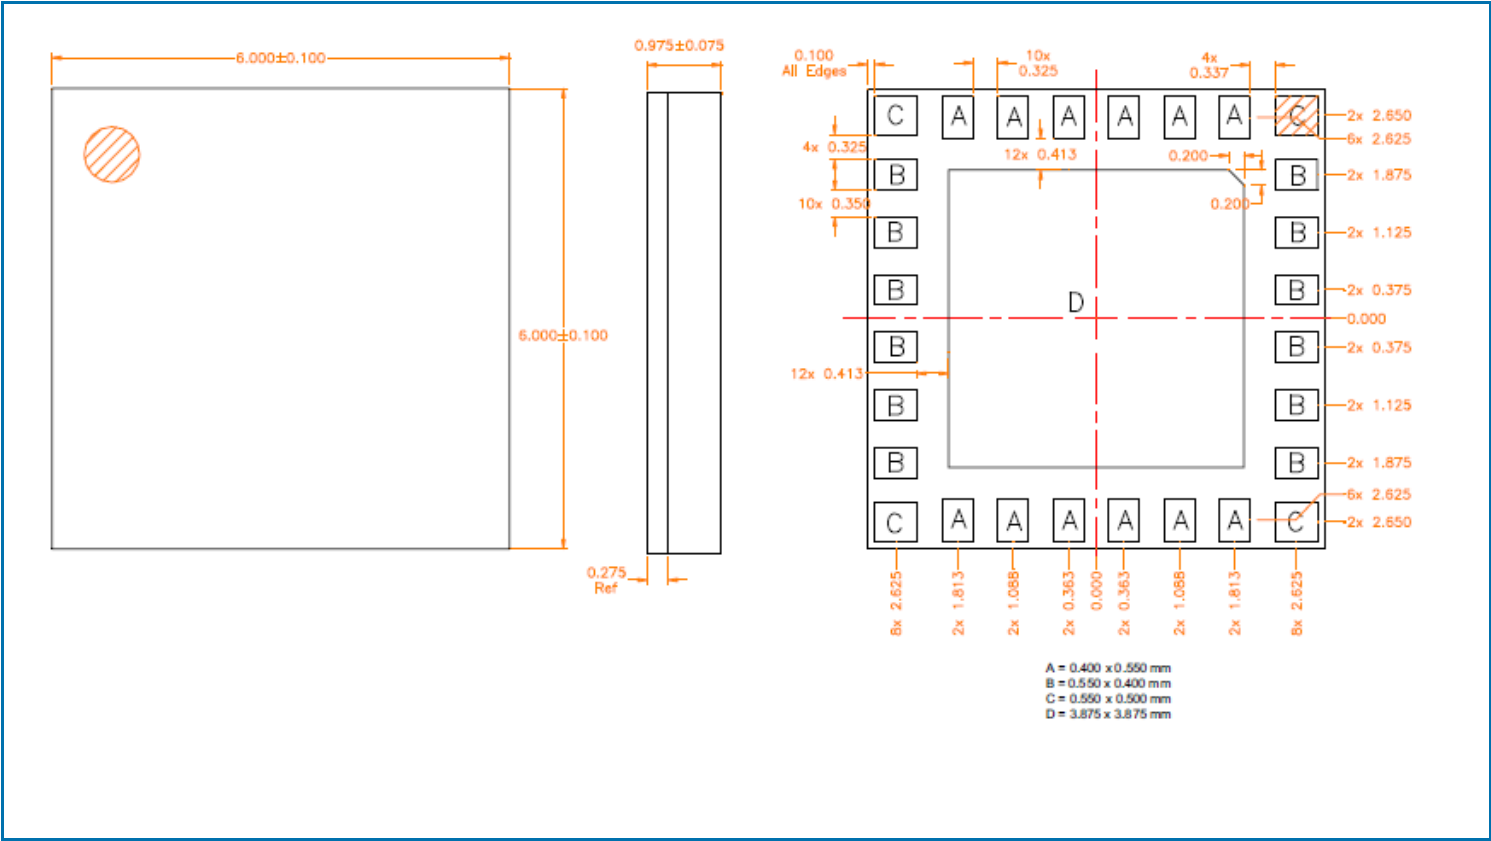 6.000±0.100
6.000±0.100
0.975±0.075
0.275
Ref
0.100
All Edges
10x
0.325
4x
0.337
C A A A A A A C
2x 2.650
6x 2.625
4x 0.325
12x 0.413
0.200
B B
2x 1.875
10x 0.350
0.200
B B
2x 1.125
B D B
2x 0.375
0.000
B B
2x 0.375
12x 0.413
B B
2x 1.125
B B
2x 1.875
6x 2.625
C A A A A A A C
2x 2.650
8x 2.625
2x 1.813
2x 1.088
2x 0.363
0.000
2x 0.363
2x 1.088
2x 1.813
8x 2.625
A = 0.400 x 0.550 mm
B = 0.550 x 0.400 mm
C = 0.550 x 0.500 mm
D = 3.875 x 3.875 mm